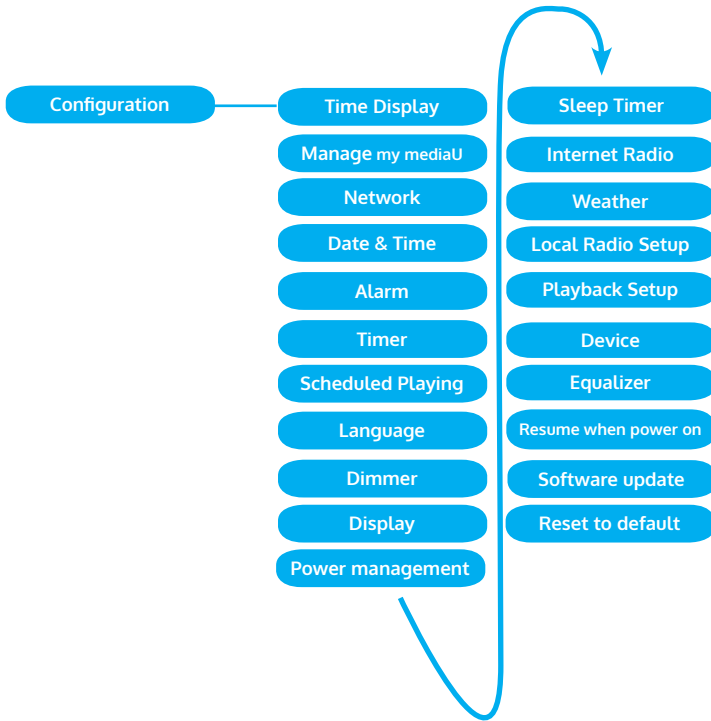 Configuration
Time Display
Manage my mediaU
Network
Date & Time
Alarm
Timer
Scheduled Playing
Language
Dimmer
Display
Power management
Sleep Timer
Internet Radio
Weather
Local Radio Setup
Playback Setup
Device
Equalizer
Resume when power on
Software update
Reset to default